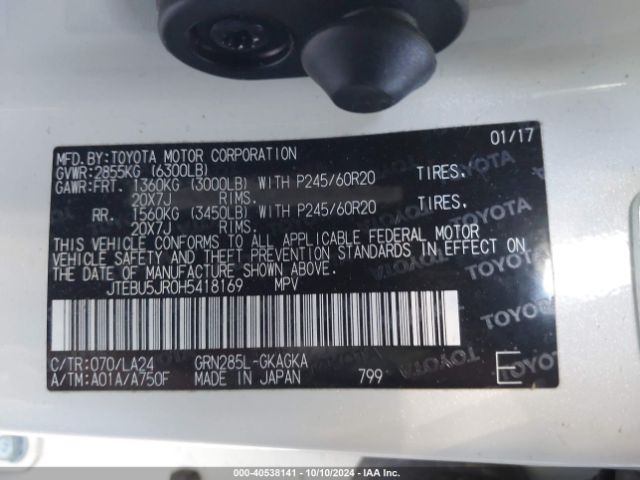 01/17
MFD.BY:TOYOTA MOTOR CORPORATION
GVWR:2855KG (6300LB)
GAWR:FRT. 1360KG (3000LB) WITH P245/60R20 TIRES.
20X7J RIMS.
RR. 1560KG (3450LB) WITH P245/60R20 TIRES.
20X7J RIMS.
THIS VEHICLE CONFORMS TO ALL APPLICABLE FEDERAL MOTOR
VEHICLE SAFETY AND THEFT PREVENTION STANDARDS IN EFFECT ON
THE DATE OF MANUFACTURE SHOWN ABOVE.
JTEBU5JR0H5418169 MPV
C/TR:070/LA24 GRN285L-GKAGKA
A/TM:A01A/A750F MADE IN JAPAN 799 E
TOYOTA
TOYOTA
TOYOTA
TOYOTA
000-40538141 - 10/10/2024 - IAAI.COM